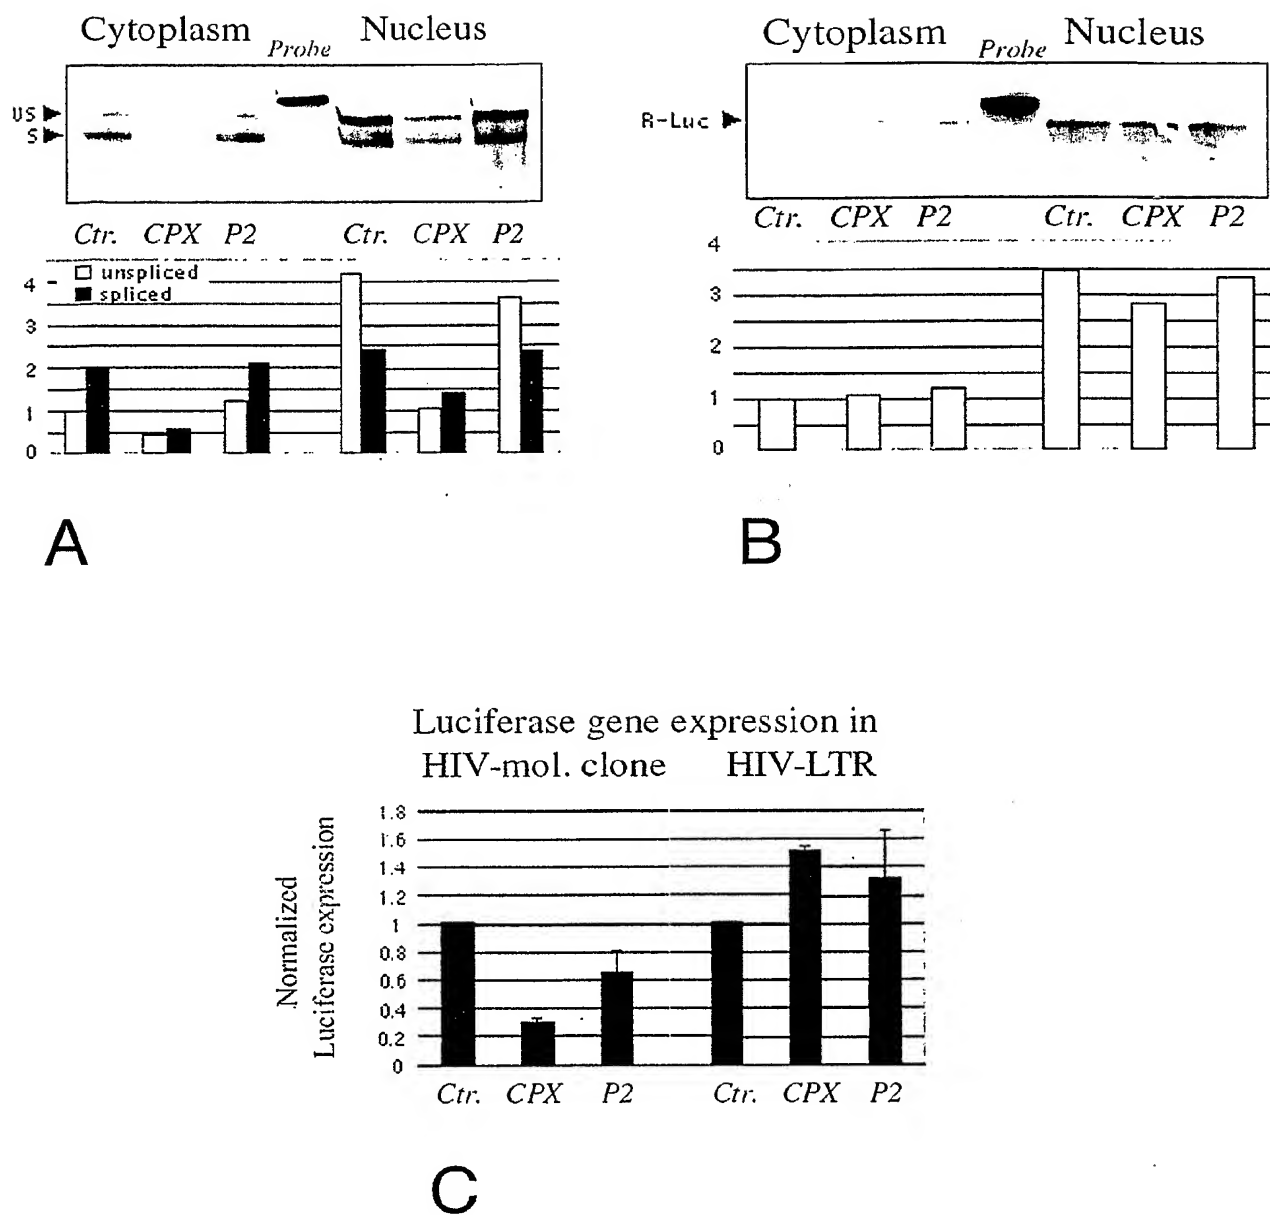 Cytoplasm Probe Nucleus
US
S
Ctr. CPX P2 Ctr. CPX P2
unspliced
spliced
4
3
2
1
0
A
Cytoplasm Probe Nucleus
R-Luc
Ctr. CPX P2 Ctr. CPX P2
4
3
2
1
0
B
Luciferase gene expression in
HIV-mol. clone HIV-LTR
Normalized
Luciferase expression
1.8
1.6
1.4
1.2
1
0.8
0.6
0.4
0.2
0
Ctr. CPX P2 Ctr. CPX P2
C